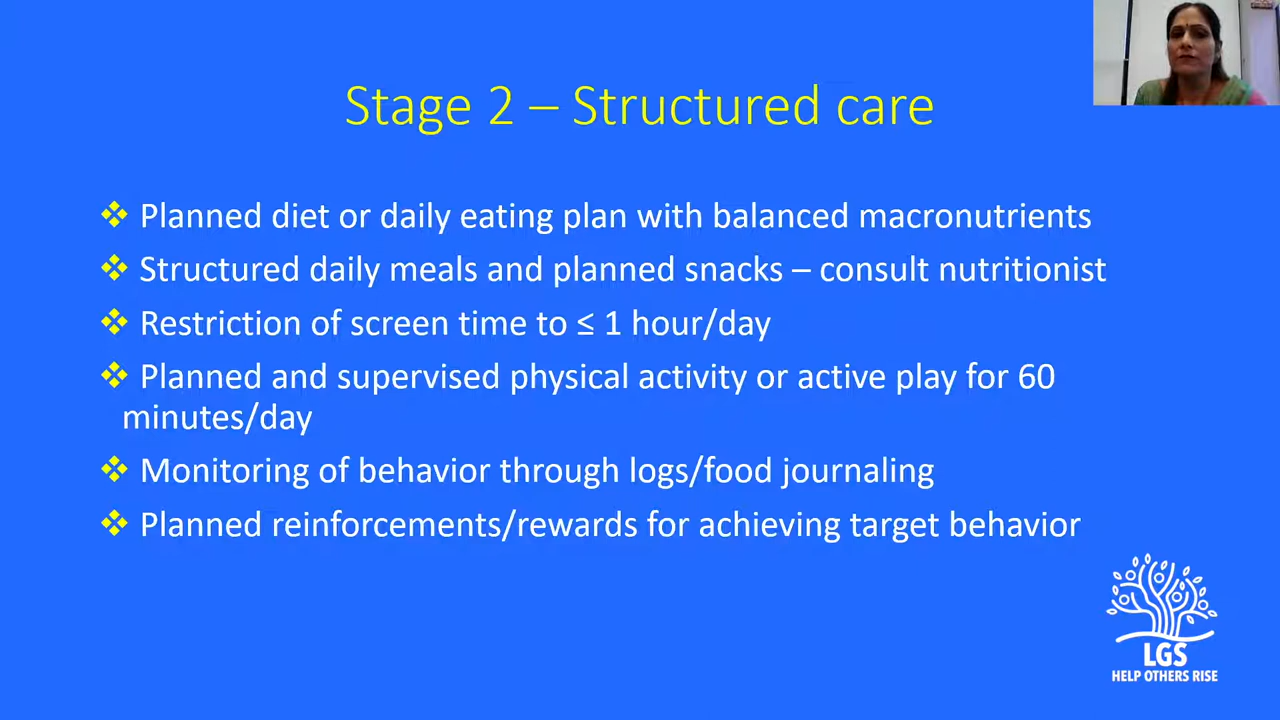 Stage 2 – Structured care
❖ Planned diet or daily eating plan with balanced macronutrients
❖ Structured daily meals and planned snacks – consult nutritionist
❖ Restriction of screen time to ≤ 1 hour/day
❖ Planned and supervised physical activity or active play for 60
minutes/day
❖ Monitoring of behavior through logs/food journaling
❖ Planned reinforcements/rewards for achieving target behavior
LGS
HELP OTHERS RISE